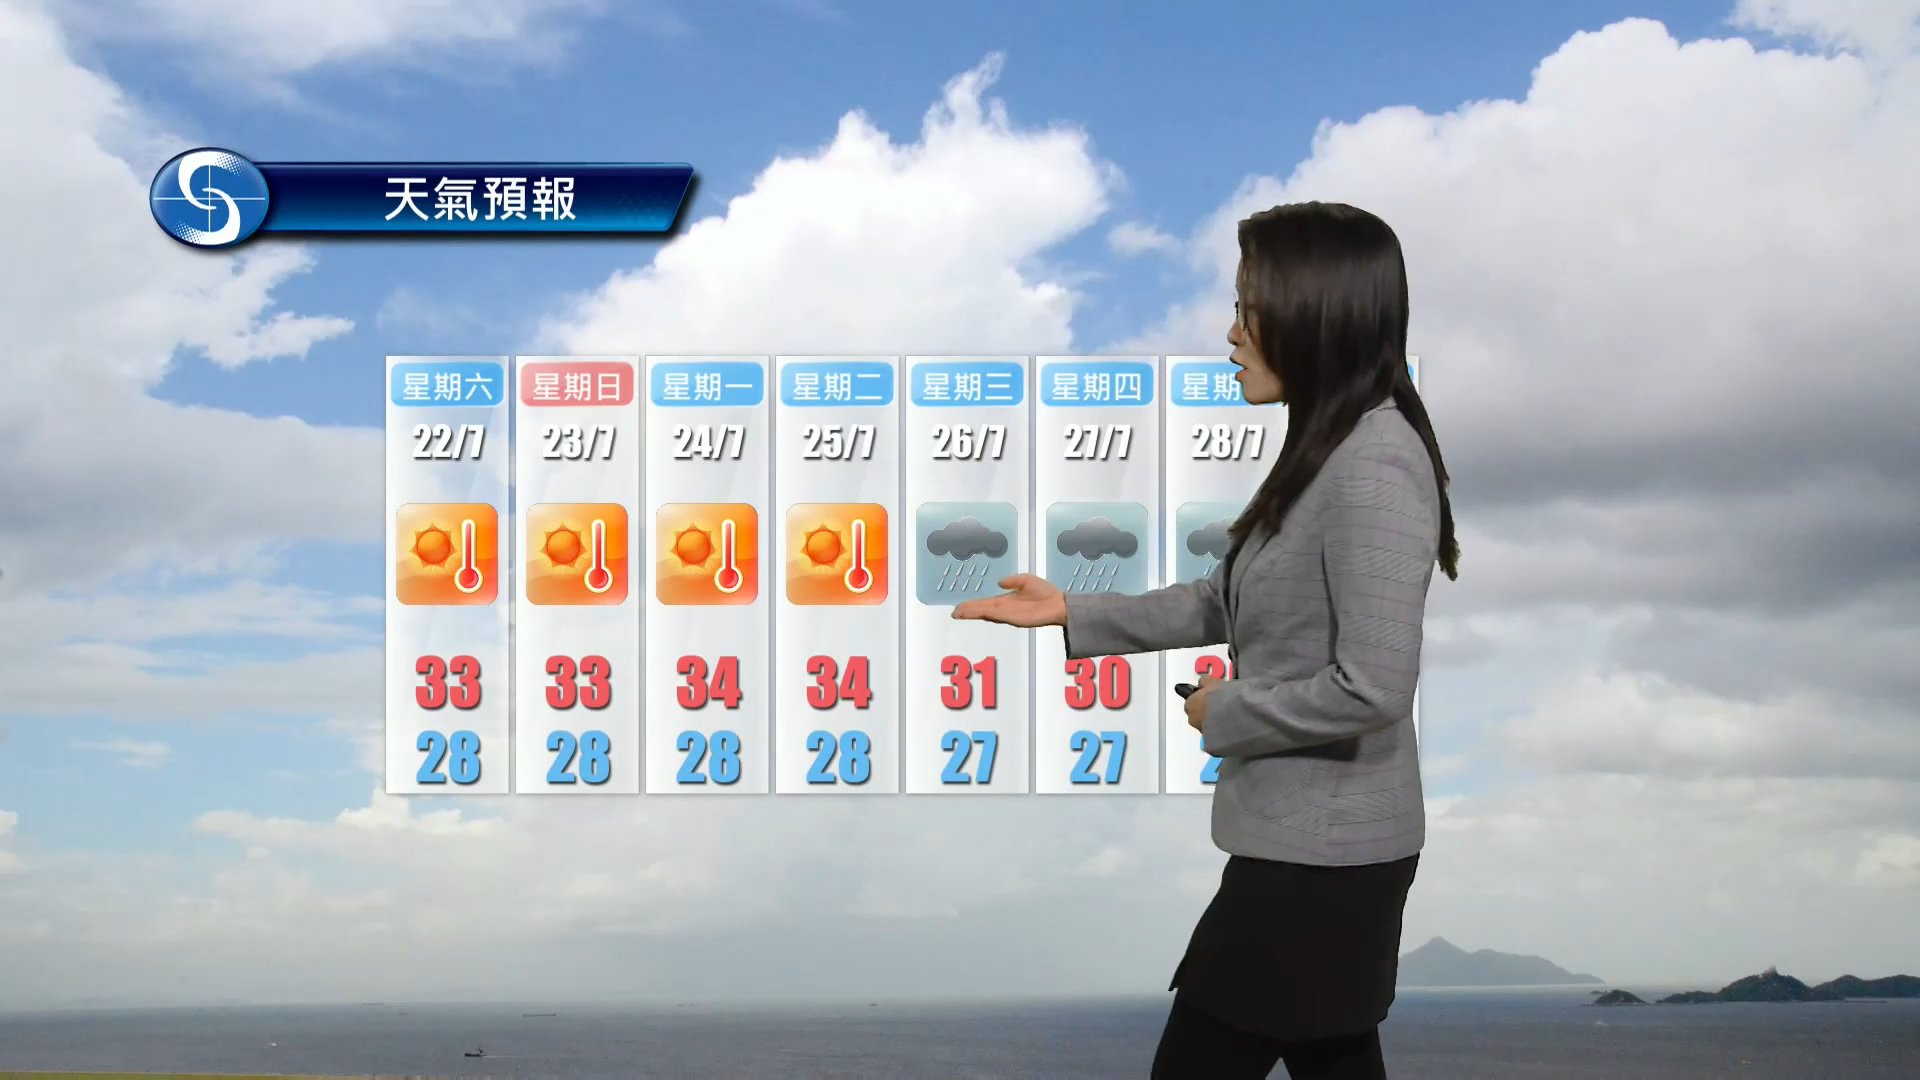 天氣預報
星期六 星期日 星期一 星期二 星期三 星期四 星期
22/7 23/7 24/7 25/7 26/7 27/7 28/7
33 33 34 34 31 30
28 28 28 28 27 27